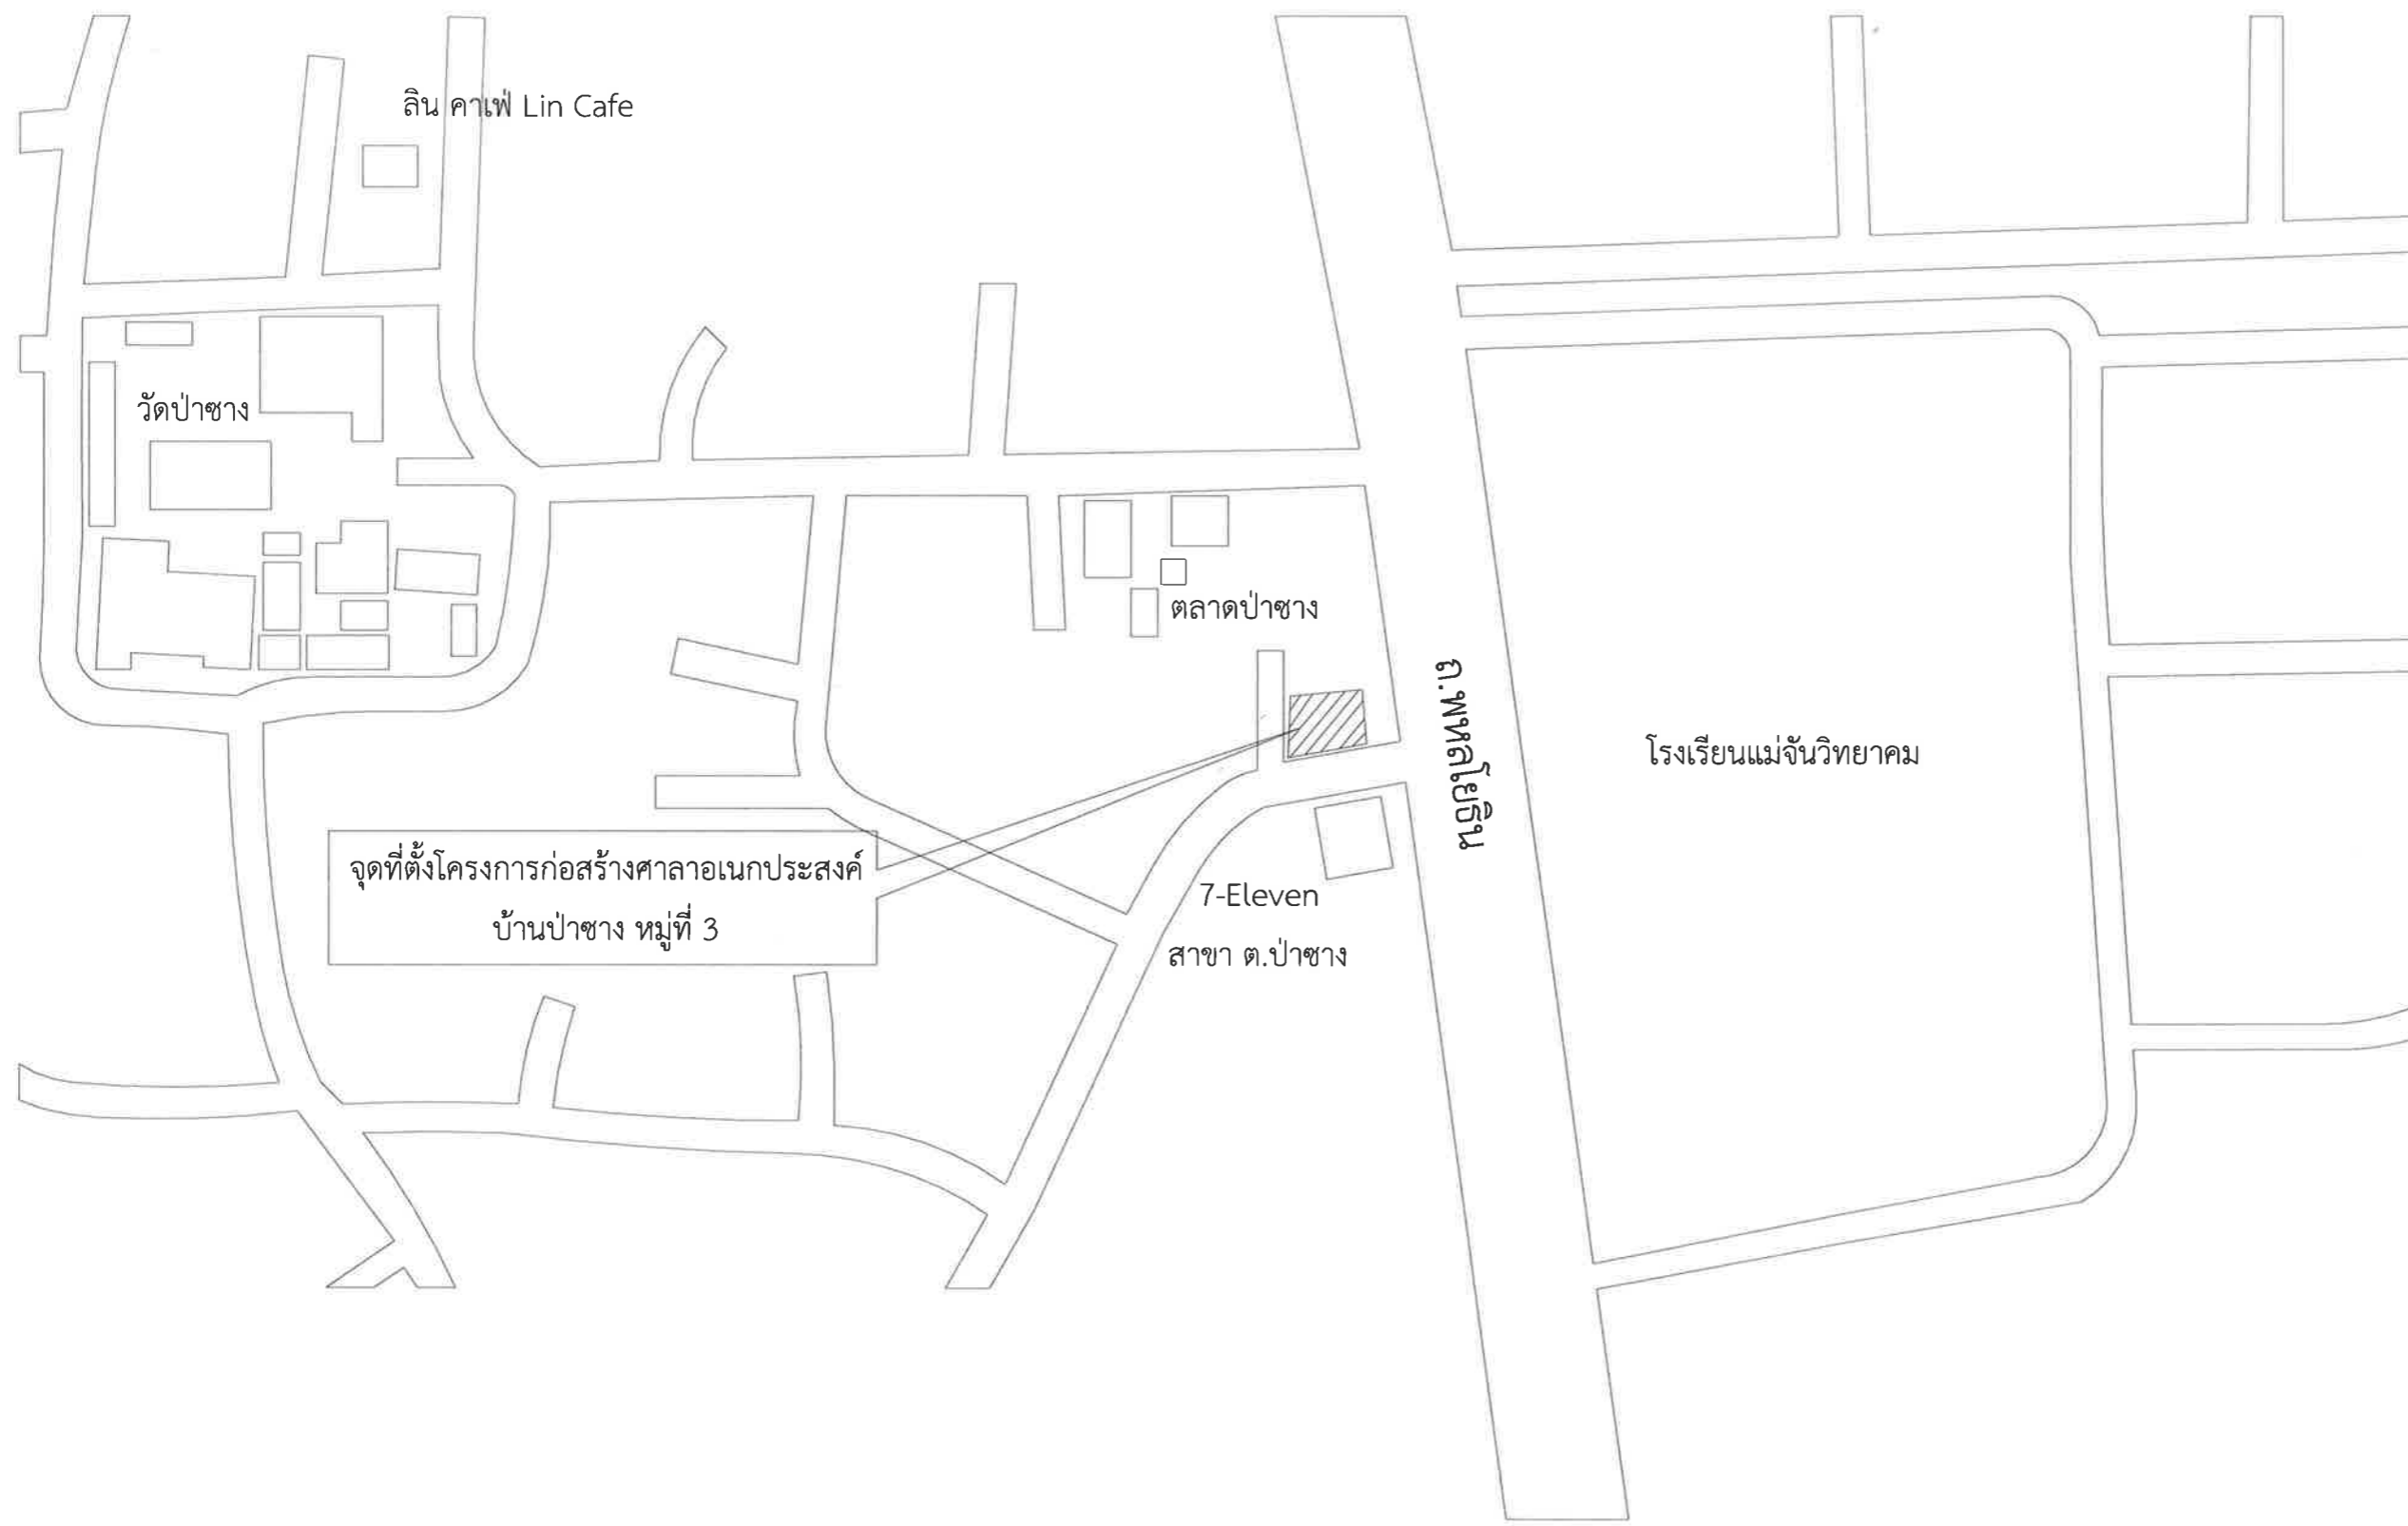 ลิน คาเฟ่ Lin Cafe
วัดป่าซาง
ตลาดป่าซาง
ถ.พหลโยธิน
โรงเรียนแม่จันวิทยาคม
จุดที่ตั้งโครงการก่อสร้างศาลาอเนกประสงค์
บ้านป่าซาง หมู่ที่ 3
7-Eleven
สาขา ต.ป่าซาง